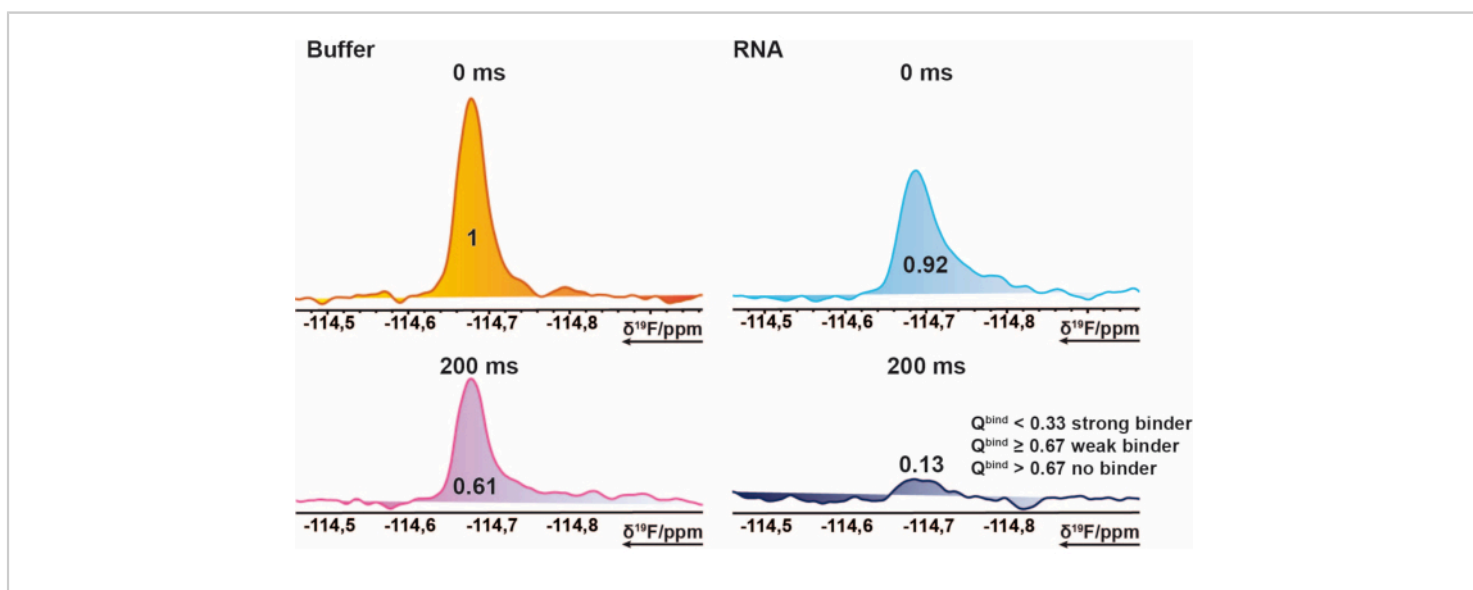 Buffer
0 ms
1
-114,5 -114,6 -114,7 -114,8
δ¹⁹F/ppm
RNA
0 ms
0.92
-114,5 -114,6 -114,7 -114,8
δ¹⁹F/ppm
200 ms
0.61
-114,5 -114,6 -114,7 -114,8
δ¹⁹F/ppm
200 ms
Qᵇⁱⁿᵈ < 0.33 strong binder
Qᵇⁱⁿᵈ ≥ 0.67 weak binder
Qᵇⁱⁿᵈ > 0.67 no binder
0.13
-114,5 -114,6 -114,7 -114,8
δ¹⁹F/ppm